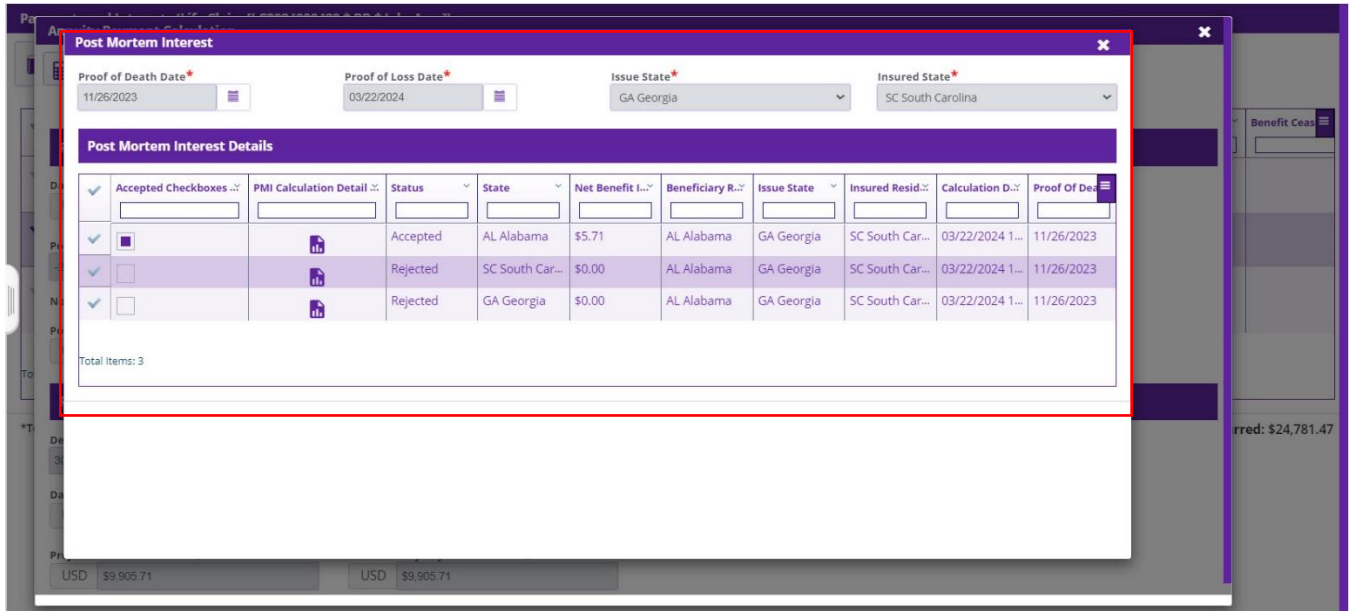 Post Mortem Interest
Proof of Death Date* Proof of Loss Date* Issue State* Insured State*
11/26/2023 03/22/2024 GA Georgia SC South Carolina
Benefit Ceas
Post Mortem Interest Details
Accepted Checkboxes ... PMI Calculation Detail ... Status State Net Benefit I... Beneficiary R... Issue State Insured Resid... Calculation D... Proof Of Dea
Accepted AL Alabama $5.71 AL Alabama GA Georgia SC South Car... 03/22/2024 1... 11/26/2023
Rejected SC South Car... $0.00 AL Alabama GA Georgia SC South Car... 03/22/2024 1... 11/26/2023
Rejected GA Georgia $0.00 AL Alabama GA Georgia SC South Car... 03/22/2024 1... 11/26/2023
Total Items: 3
rred: $24,781.47
USD $9,905.71 USD $9,905.71